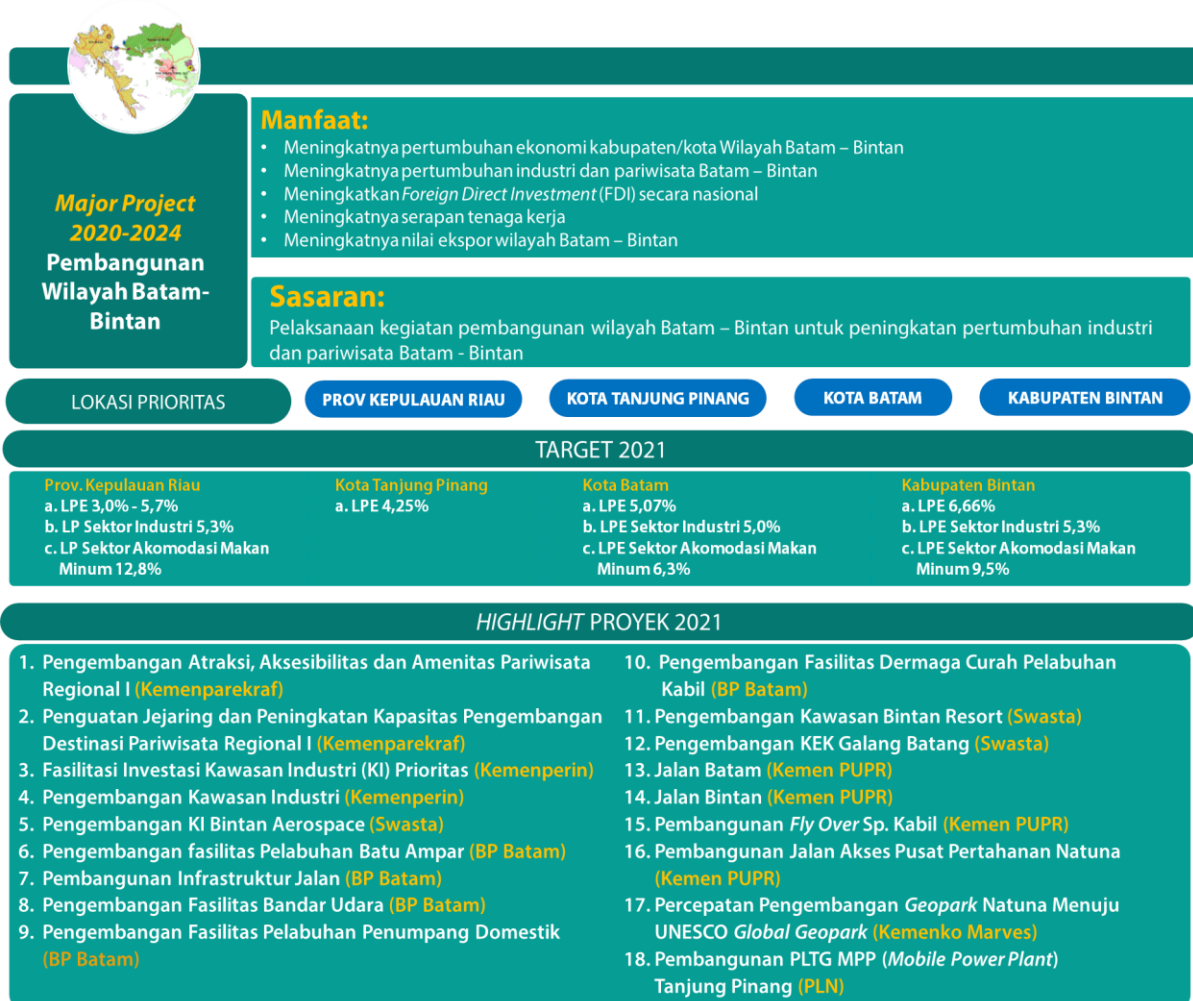 Major Project
2020-2024
Pembangunan
Wilayah Batam-
Bintan
Manfaat:
• Meningkatnya pertumbuhan ekonomi kabupaten/kota Wilayah Batam – Bintan
• Meningkatnya pertumbuhan industri dan pariwisata Batam – Bintan
• Meningkatkan Foreign Direct Investment (FDI) secara nasional
• Meningkatnya serapan tenaga kerja
• Meningkatnya nilai ekspor wilayah Batam – Bintan
Sasaran:
Pelaksanaan kegiatan pembangunan wilayah Batam – Bintan untuk peningkatan pertumbuhan industri
dan pariwisata Batam - Bintan
LOKASI PRIORITAS
PROV KEPULAUAN RIAU
KOTA TANJUNG PINANG
KOTA BATAM
KABUPATEN BINTAN
TARGET 2021
Prov. Kepulauan Riau
a. LPE 3,0% - 5,7%
b. LP Sektor Industri 5,3%
c. LP Sektor Akomodasi Makan
Minum 12,8%
Kota Tanjung Pinang
a. LPE 4,25%
Kota Batam
a. LPE 5,07%
b. LPE Sektor Industri 5,0%
c. LPE Sektor Akomodasi Makan
Minum 6,3%
Kabupaten Bintan
a. LPE 6,66%
b. LPE Sektor Industri 5,3%
c. LPE Sektor Akomodasi Makan
Minum 9,5%
HIGHLIGHT PROYEK 2021
1. Pengembangan Atraksi, Aksesibilitas dan Amenitas Pariwisata
Regional I (Kemenparekraf)
2. Penguatan Jejaring dan Peningkatan Kapasitas Pengembangan
Destinasi Pariwisata Regional I (Kemenparekraf)
3. Fasilitasi Investasi Kawasan Industri (KI) Prioritas (Kemenperin)
4. Pengembangan Kawasan Industri (Kemenperin)
5. Pengembangan KI Bintan Aerospace (Swasta)
6. Pengembangan fasilitas Pelabuhan Batu Ampar (BP Batam)
7. Pembangunan Infrastruktur Jalan (BP Batam)
8. Pengembangan Fasilitas Bandar Udara (BP Batam)
9. Pengembangan Fasilitas Pelabuhan Penumpang Domestik
(BP Batam)
10. Pengembangan Fasilitas Dermaga Curah Pelabuhan
Kabil (BP Batam)
11. Pengembangan Kawasan Bintan Resort (Swasta)
12. Pengembangan KEK Galang Batang (Swasta)
13. Jalan Batam (Kemen PUPR)
14. Jalan Bintan (Kemen PUPR)
15. Pembangunan Fly Over Sp. Kabil (Kemen PUPR)
16. Pembangunan Jalan Akses Pusat Pertahanan Natuna
(Kemen PUPR)
17. Percepatan Pengembangan Geopark Natuna Menuju
UNESCO Global Geopark (Kemenko Marves)
18. Pembangunan PLTG MPP (Mobile Power Plant)
Tanjung Pinang (PLN)